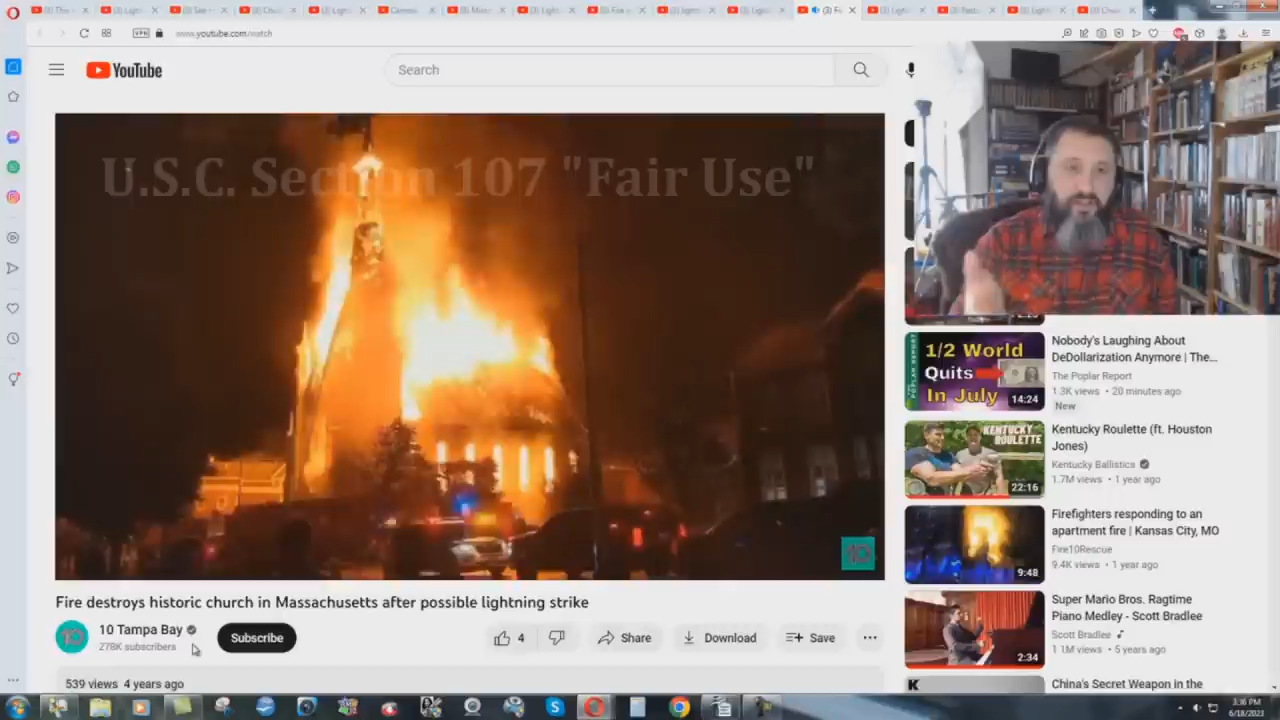 VPN
www.youtube.com/watch
YouTube
Search
U.S.C. Section 107 "Fair Use"
10
Fire destroys historic church in Massachusetts after possible lightning strike
10 Tampa Bay
278K subscribers
Subscribe
4
Share
Download
Save
539 views 4 years ago
1/2 World
Quits
In July
14:24
Nobody's Laughing About
DeDollarization Anymore | The...
The Poplar Report
1.3K views • 20 minutes ago
New
KENTUCKY
ROULETTE
22:16
Kentucky Roulette (ft. Houston
Jones)
Kentucky Ballistics
1.7M views • 1 year ago
9:48
Firefighters responding to an
apartment fire | Kansas City, MO
Fire10Rescue
9.4K views • 1 year ago
2:34
Super Mario Bros. Ragtime
Piano Medley - Scott Bradlee
Scott Bradlee
11M views • 5 years ago
K
China's Secret Weapon in the
3:36 PM
6/18/2023